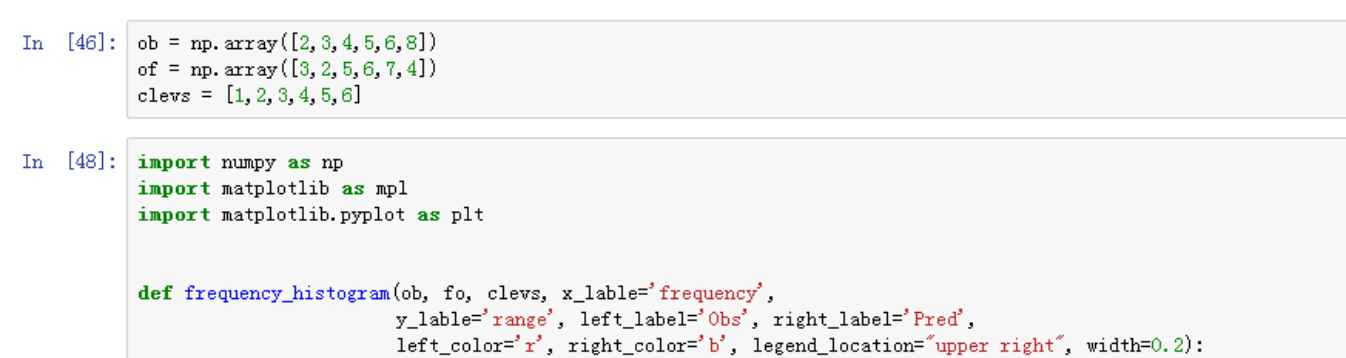 In [46]: ob = np.array([2,3,4,5,6,8])
of = np.array([3,2,5,6,7,4])
clevs = [1,2,3,4,5,6]
In [48]: import numpy as np
import matplotlib as mpl
import matplotlib.pyplot as plt
def frequency_histogram(ob, fo, clevs, x_lable='frequency',
y_lable='range', left_label='Obs', right_label='Pred',
left_color='r', right_color='b', legend_location="upper right", width=0.2):